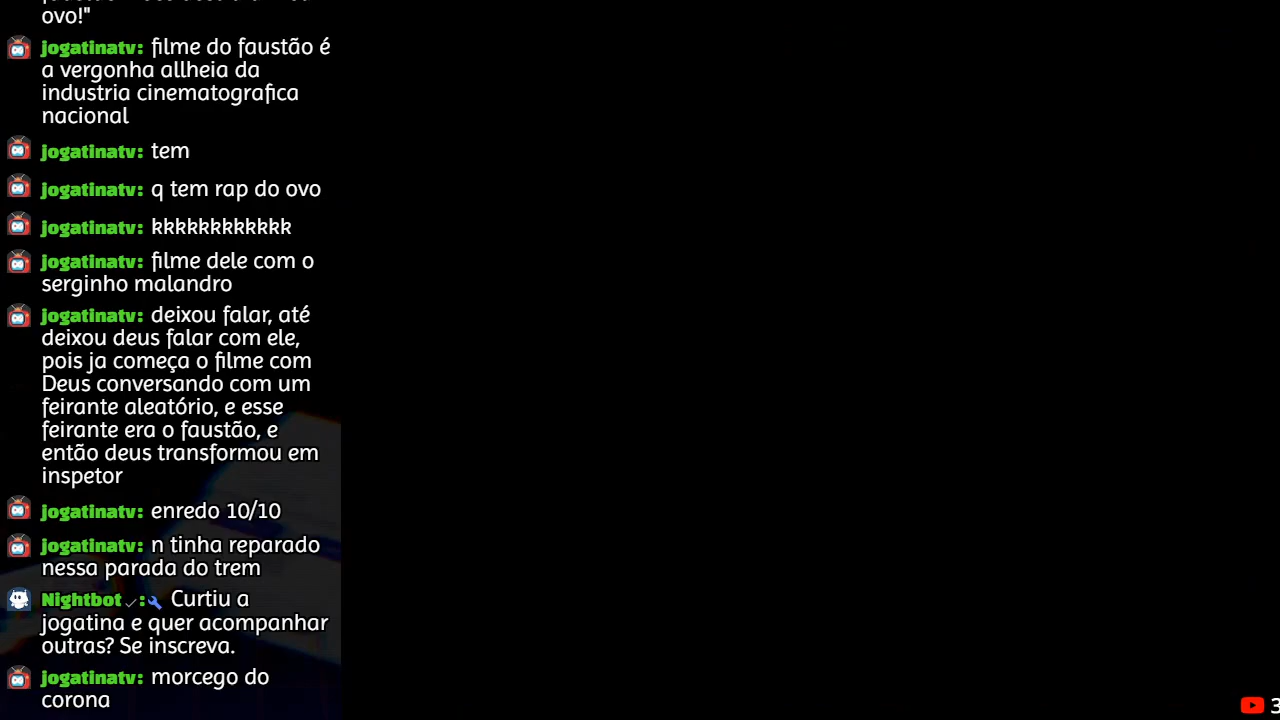 ovo!"
jogatinatv: filme do faustão é
a vergonha allheia da
industria cinematografica
nacional
jogatinatv: tem
jogatinatv: q tem rap do ovo
jogatinatv: kkkkkkkkkkkk
jogatinatv: filme dele com o
serginho malandro
jogatinatv: deixou falar, até
deixou deus falar com ele,
pois ja começa o filme com
Deus conversando com um
feirante aleatório, e esse
feirante era o faustão, e
então deus transformou em
inspetor
jogatinatv: enredo 10/10
jogatinatv: n tinha reparado
nessa parada do trem
Nightbot: Curtiu a
jogatina e quer acompanhar
outras? Se inscreva.
jogatinatv: morcego do
corona
3